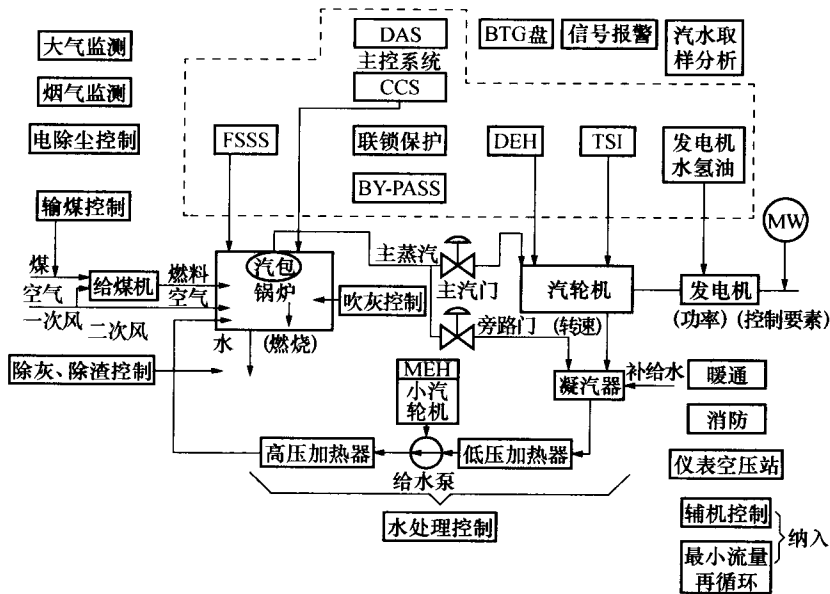 大气监测
DAS
BTG盘
信号报警
汽水取
样分析
主控系统
烟气监测
CCS
电除尘控制
FSSS
联锁保护
DEH
TSI
发电机
水氢油
BY-PASS
输煤控制
MW
煤
给煤机
燃料
汽包
锅炉
主蒸汽
主汽门
汽轮机
发电机
空气
空气
吹灰控制
一次风
二次风
水
(燃烧)
旁路门
(转速)
(功率)
(控制要素)
除灰、除渣控制
MEH
小汽
轮机
凝汽器
补给水
暖通
消防
高压加热器
给水泵
低压加热器
仪表空压站
水处理控制
辅机控制
纳入
最小流量
再循环